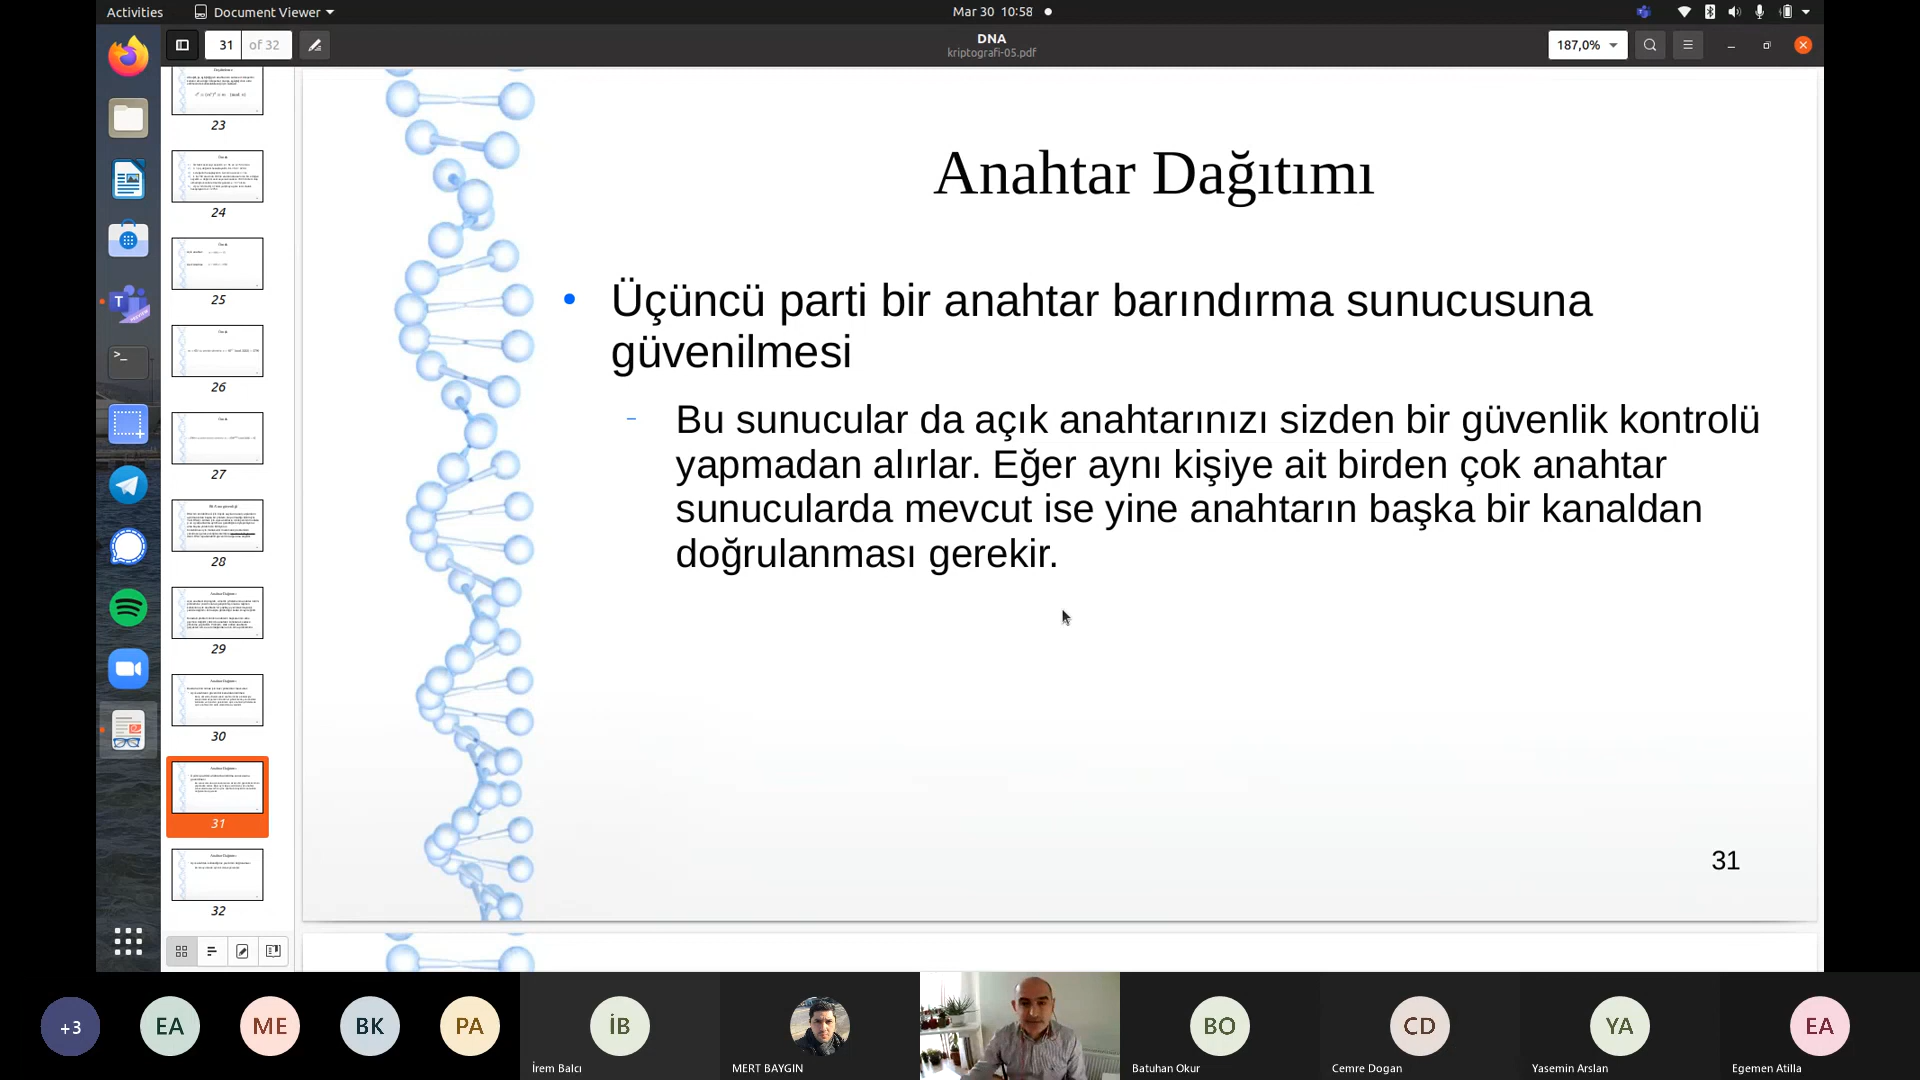 Activities
Document Viewer
Mar 30 10:58
31 of 32
DNA
kriptografi-05.pdf
187,0%
23
24
25
26
27
28
29
30
31
32
Anahtar Dağıtımı
• Üçüncü parti bir anahtar barındırma sunucusuna
güvenilmesi
– Bu sunucular da açık anahtarınızı sizden bir güvenlik kontrolü
yapmadan alırlar. Eğer aynı kişiye ait birden çok anahtar
sunucularda mevcut ise yine anahtarın başka bir kanaldan
doğrulanması gerekir.
31
+3
EA
ME
BK
PA
İB
İrem Balcı
MERT BAYGIN
BO
Batuhan Okur
CD
Cemre Dogan
YA
Yasemin Arslan
EA
Egemen Atilla